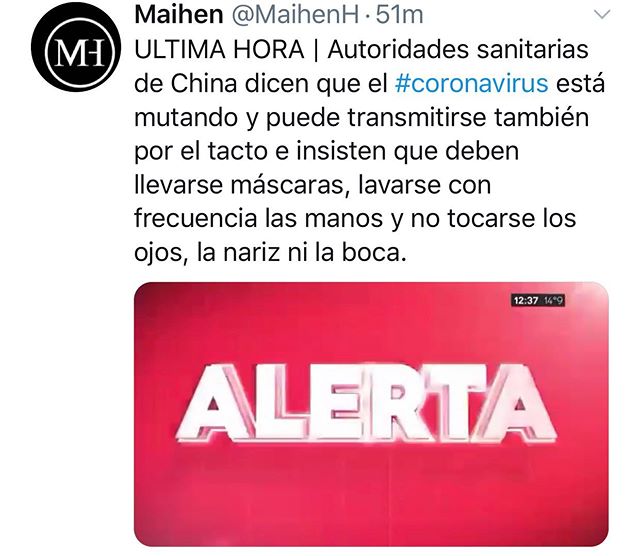 MH
Maihen @MaihenH · 51m
ULTIMA HORA | Autoridades sanitarias
de China dicen que el #coronavirus está
mutando y puede transmitirse también
por el tacto e insisten que deben
llevarse máscaras, lavarse con
frecuencia las manos y no tocarse los
ojos, la nariz ni la boca.
12:37 14°9
ALERTA